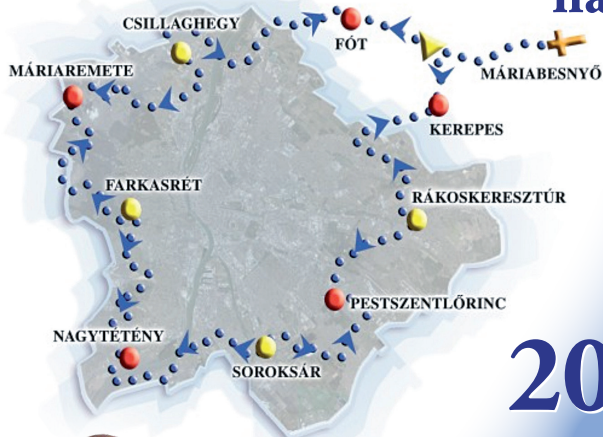 CSILLAGHEGY
FÓT
MÁRIAREMETE
MÁRIABESNYŐ
KEREPES
FARKASRÉT
RÁKOSKERESZTÚR
PESTSZENTLŐRINC
NAGYTÉTÉNY
SOROKSÁR
20